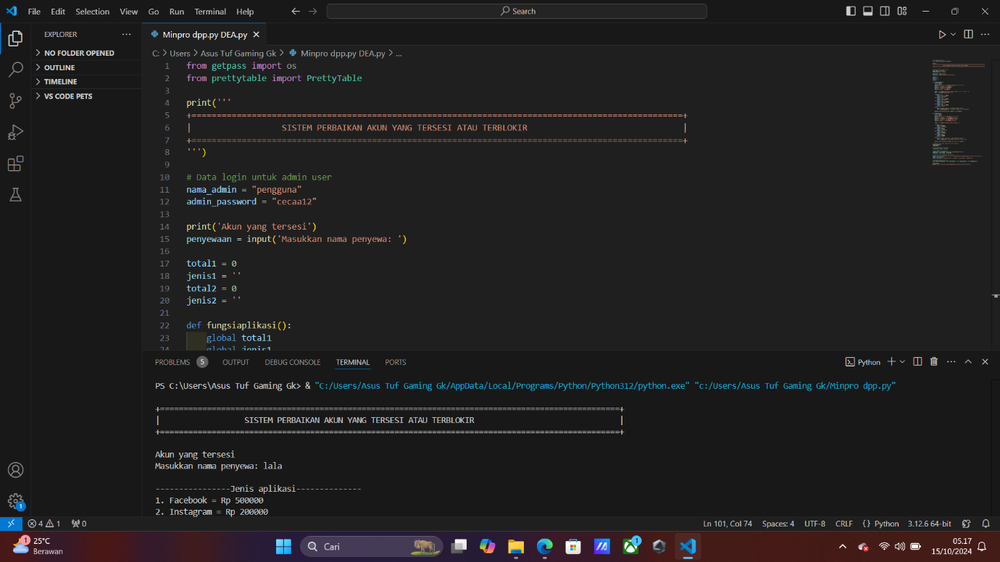 File Edit Selection View Go Run Terminal Help Search
EXPLORER
NO FOLDER OPENED
OUTLINE
TIMELINE
VS CODE PETS
Minpro dpp.py DEA.py
C: > Users > Asus Tuf Gaming Gk > Minpro dpp.py DEA.py > ...
1 from getpass import os
2 from prettytable import PrettyTable
3
4 print('''
5 +==================================================================================================+
6 | SISTEM PERBAIKAN AKUN YANG TERSESI ATAU TERBLOKIR |
7 +==================================================================================================+
8 ''')
9
10 # Data login untuk admin user
11 nama_admin = "pengguna"
12 admin_password = "cecaa12"
13
14 print('Akun yang tersesi')
15 penyewaan = input('Masukkan nama penyewa: ')
16
17 total1 = 0
18 jenis1 = ''
19 total2 = 0
20 jenis2 = ''
21
22 def fungsiaplikasi():
23 global total1
24 global jenis1
PROBLEMS 5 OUTPUT DEBUG CONSOLE TERMINAL PORTS Python
PS C:\Users\Asus Tuf Gaming Gk> & "C:/Users/Asus Tuf Gaming Gk/AppData/Local/Programs/Python/Python312/python.exe" "c:/Users/Asus Tuf Gaming Gk/Minpro dpp.py"
+==================================================================================================+
| SISTEM PERBAIKAN AKUN YANG TERSESI ATAU TERBLOKIR |
+==================================================================================================+
Akun yang tersesi
Masukkan nama penyewa: lala
----------------Jenis aplikasi--------------
1. Facebook = Rp 500000
2. Instagram = Rp 200000
1
4 1 0 Ln 101, Col 74 Spaces: 4 UTF-8 CRLF {} Python 3.12.6 64-bit
1 25°C
Berawan
Cari
1
05.17
15/10/2024